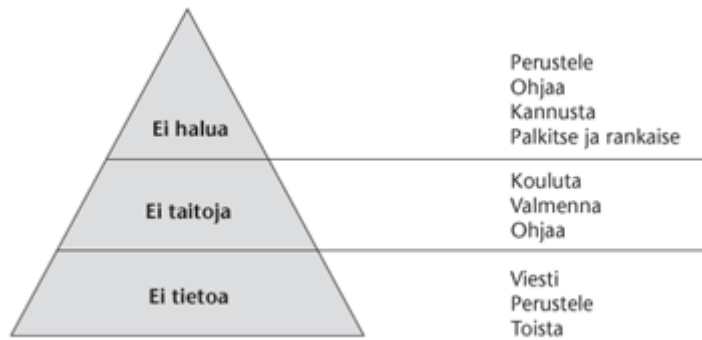 Perustele
Ohjaa
Kannusta
Ei halua
Palkitse ja rankaise
Kouluta
Ei taitoja
Valmenna
Ohjaa
Viesti
Ei tietoa
Perustele
Toista